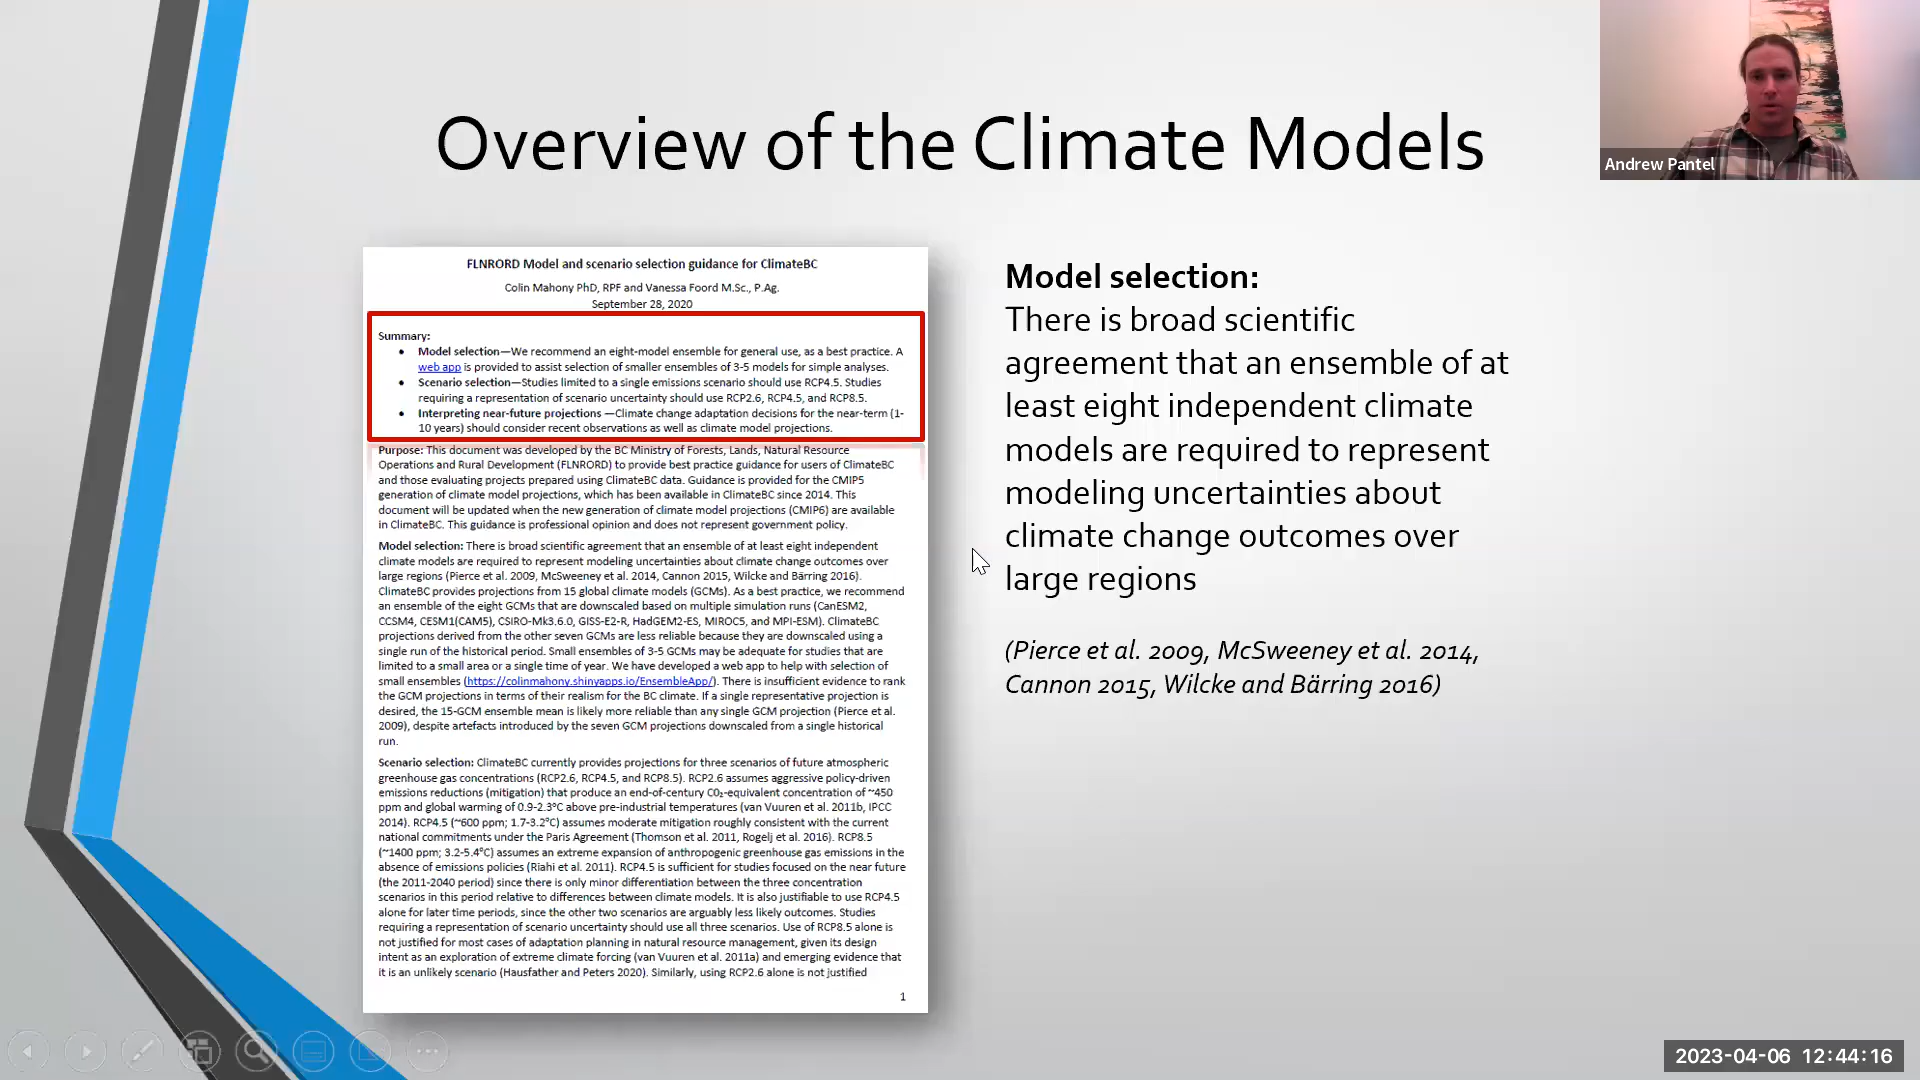 Overview of the Climate Models
Andrew Pantel
FLNRORD Model and scenario selection guidance for ClimateBC
Colin Mahony PhD, RPF and Vanessa Foord M.Sc., P.Ag.
September 28, 2020
Summary:
• Model selection—We recommend an eight-model ensemble for general use, as a best practice. A
web app is provided to assist selection of smaller ensembles of 3-5 models for simple analyses.
• Scenario selection—Studies limited to a single emissions scenario should use RCP4.5. Studies
requiring a representation of scenario uncertainty should use RCP2.6, RCP4.5, and RCP8.5.
• Interpreting near-future projections —Climate change adaptation decisions for the near-term (1-
10 years) should consider recent observations as well as climate model projections.
Purpose: This document was developed by the BC Ministry of Forests, Lands, Natural Resource
Operations and Rural Development (FLNRORD) to provide best practice guidance for users of ClimateBC
and those evaluating projects prepared using ClimateBC data. Guidance is provided for the CMIP5
generation of climate model projections, which has been available in ClimateBC since 2014. This
document will be updated when the new generation of climate model projections (CMIP6) are available
in ClimateBC. This guidance is professional opinion and does not represent government policy.
Model selection: There is broad scientific agreement that an ensemble of at least eight independent
climate models are required to represent modeling uncertainties about climate change outcomes over
large regions (Pierce et al. 2009, McSweeney et al. 2014, Cannon 2015, Wilcke and Bärring 2016).
ClimateBC provides projections from 15 global climate models (GCMs). As a best practice, we recommend
an ensemble of the eight GCMs that are downscaled based on multiple simulation runs (CanESM2,
CCSM4, CESM1(CAM5), CSIRO-Mk3.6.0, GISS-E2-R, HadGEM2-ES, MIROC5, and MPI-ESM). ClimateBC
projections derived from the other seven GCMs are less reliable because they are downscaled using a
single run of the historical period. Small ensembles of 3-5 GCMs may be adequate for studies that are
limited to a small area or a single time of year. We have developed a web app to help with selection of
small ensembles (https://colinmahony.shinyapps.io/EnsembleApp/). There is insufficient evidence to rank
the GCM projections in terms of their realism for the BC climate. If a single representative projection is
desired, the 15-GCM ensemble mean is likely more reliable than any single GCM projection (Pierce et al.
2009), despite artefacts introduced by the seven GCM projections downscaled from a single historical
run.
Scenario selection: ClimateBC currently provides projections for three scenarios of future atmospheric
greenhouse gas concentrations (RCP2.6, RCP4.5, and RCP8.5). RCP2.6 assumes aggressive policy-driven
emissions reductions (mitigation) that produce an end-of-century CO₂-equivalent concentration of ~450
ppm and global warming of 0.9-2.3°C above pre-industrial temperatures (van Vuuren et al. 2011b, IPCC
2014). RCP4.5 (~600 ppm; 1.7-3.2°C) assumes moderate mitigation roughly consistent with the current
national commitments under the Paris Agreement (Thomson et al. 2011, Rogelj et al. 2016). RCP8.5
(~1400 ppm; 3.2-5.4°C) assumes an extreme expansion of anthropogenic greenhouse gas emissions in the
absence of emissions policies (Riahi et al. 2011). RCP4.5 is sufficient for studies focused on the near future
(the 2011-2040 period) since there is only minor differentiation between the three concentration
scenarios in this period relative to differences between climate models. It is also justifiable to use RCP4.5
alone for later time periods, since the other two scenarios are arguably less likely outcomes. Studies
requiring a representation of scenario uncertainty should use all three scenarios. Use of RCP8.5 alone is
not justified for most cases of adaptation planning in natural resource management, given its design
intent as an exploration of extreme climate forcing (van Vuuren et al. 2011a) and emerging evidence that
it is an unlikely scenario (Hausfather and Peters 2020). Similarly, using RCP2.6 alone is not justified
1
Model selection:
There is broad scientific
agreement that an ensemble of at
least eight independent climate
models are required to represent
modeling uncertainties about
climate change outcomes over
large regions
(Pierce et al. 2009, McSweeney et al. 2014,
Cannon 2015, Wilcke and Bärring 2016)
2023-04-06 12:44:16